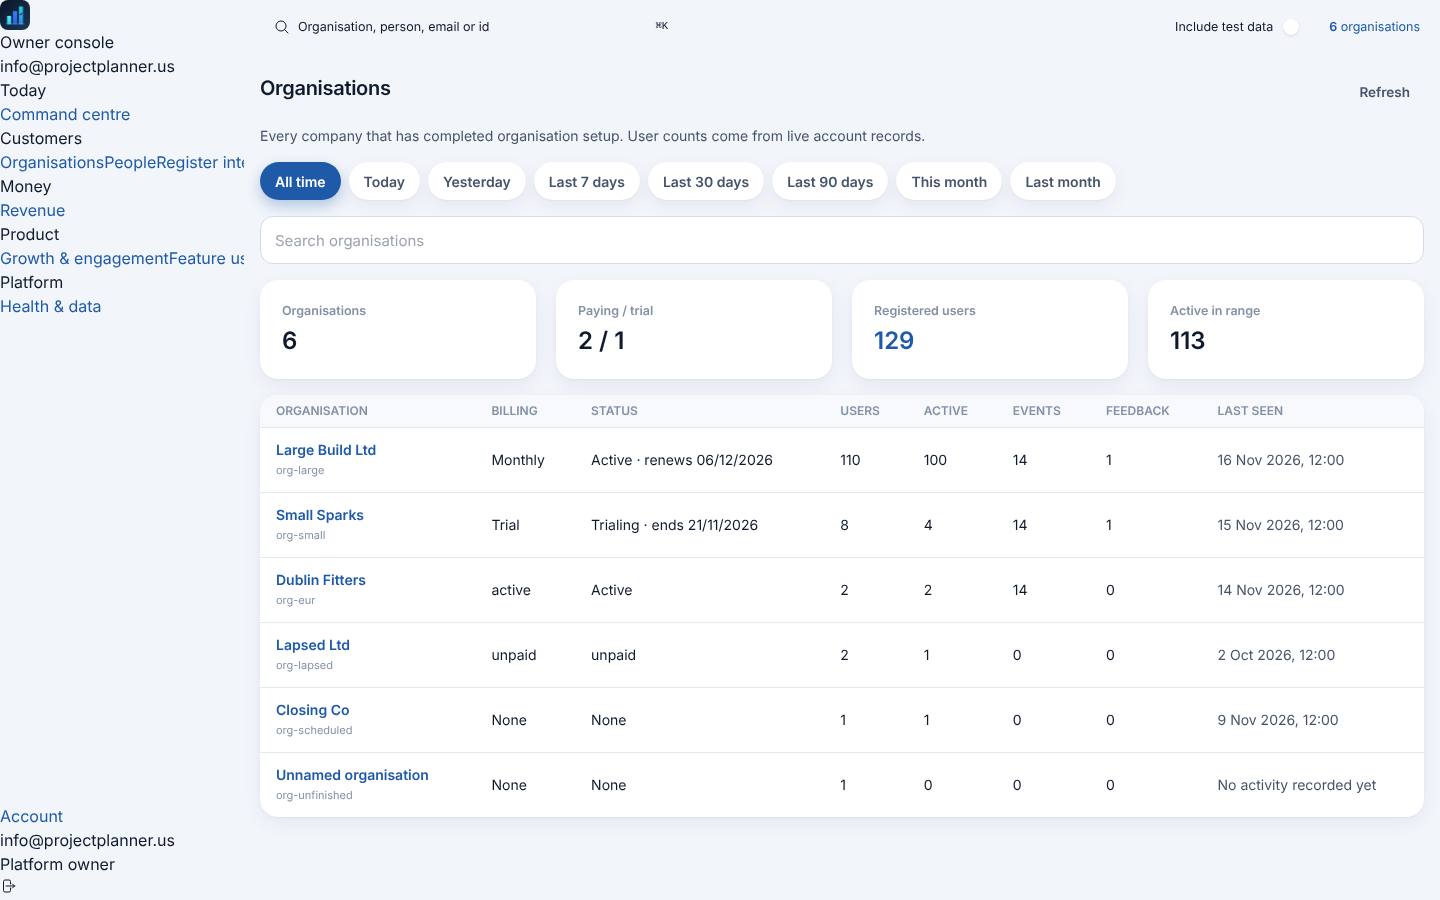 Owner console
info@projectplanner.us
Today
Command centre
Customers
OrganisationsPeopleRegister inte
Money
Revenue
Product
Growth & engagementFeature us
Platform
Health & data
Account
info@projectplanner.us
Platform owner
Organisation, person, email or id
⌘K
Include test data
6 organisations
Organisations
Refresh
Every company that has completed organisation setup. User counts come from live account records.
All time Today Yesterday Last 7 days Last 30 days Last 90 days This month Last month
Search organisations
Organisations
6
Paying / trial
2 / 1
Registered users
129
Active in range
113
ORGANISATION BILLING STATUS USERS ACTIVE EVENTS FEEDBACK LAST SEEN
Large Build Ltd
org-large
Monthly Active · renews 06/12/2026 110 100 14 1 16 Nov 2026, 12:00
Small Sparks
org-small
Trial Trialing · ends 21/11/2026 8 4 14 1 15 Nov 2026, 12:00
Dublin Fitters
org-eur
active Active 2 2 14 0 14 Nov 2026, 12:00
Lapsed Ltd
org-lapsed
unpaid unpaid 2 1 0 0 2 Oct 2026, 12:00
Closing Co
org-scheduled
None None 1 1 0 0 9 Nov 2026, 12:00
Unnamed organisation
org-unfinished
None None 1 0 0 0 No activity recorded yet